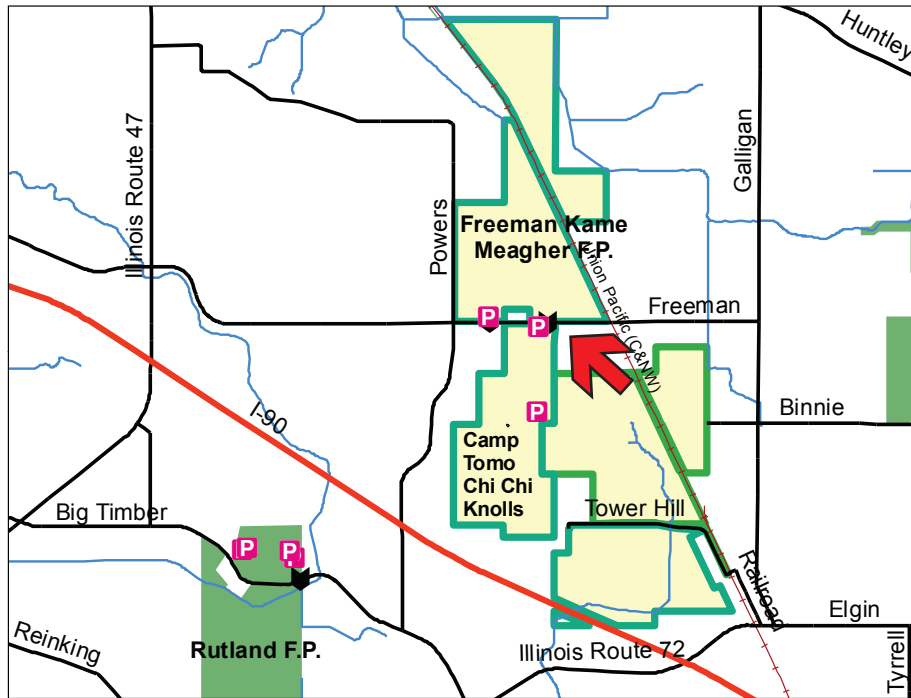 Huntley
Illinois Route 47
Galligan
Powers
Freeman Kame
Meagher F.P.
Union Pacific (C&NW)
Freeman
P
P
I-90
P
Binnie
Camp
Tomo
Chi Chi
Knolls
Big Timber
Tower Hill
P
P
Railroad
Elgin
Reinking
Rutland F.P.
Illinois Route 72
Tyrrell